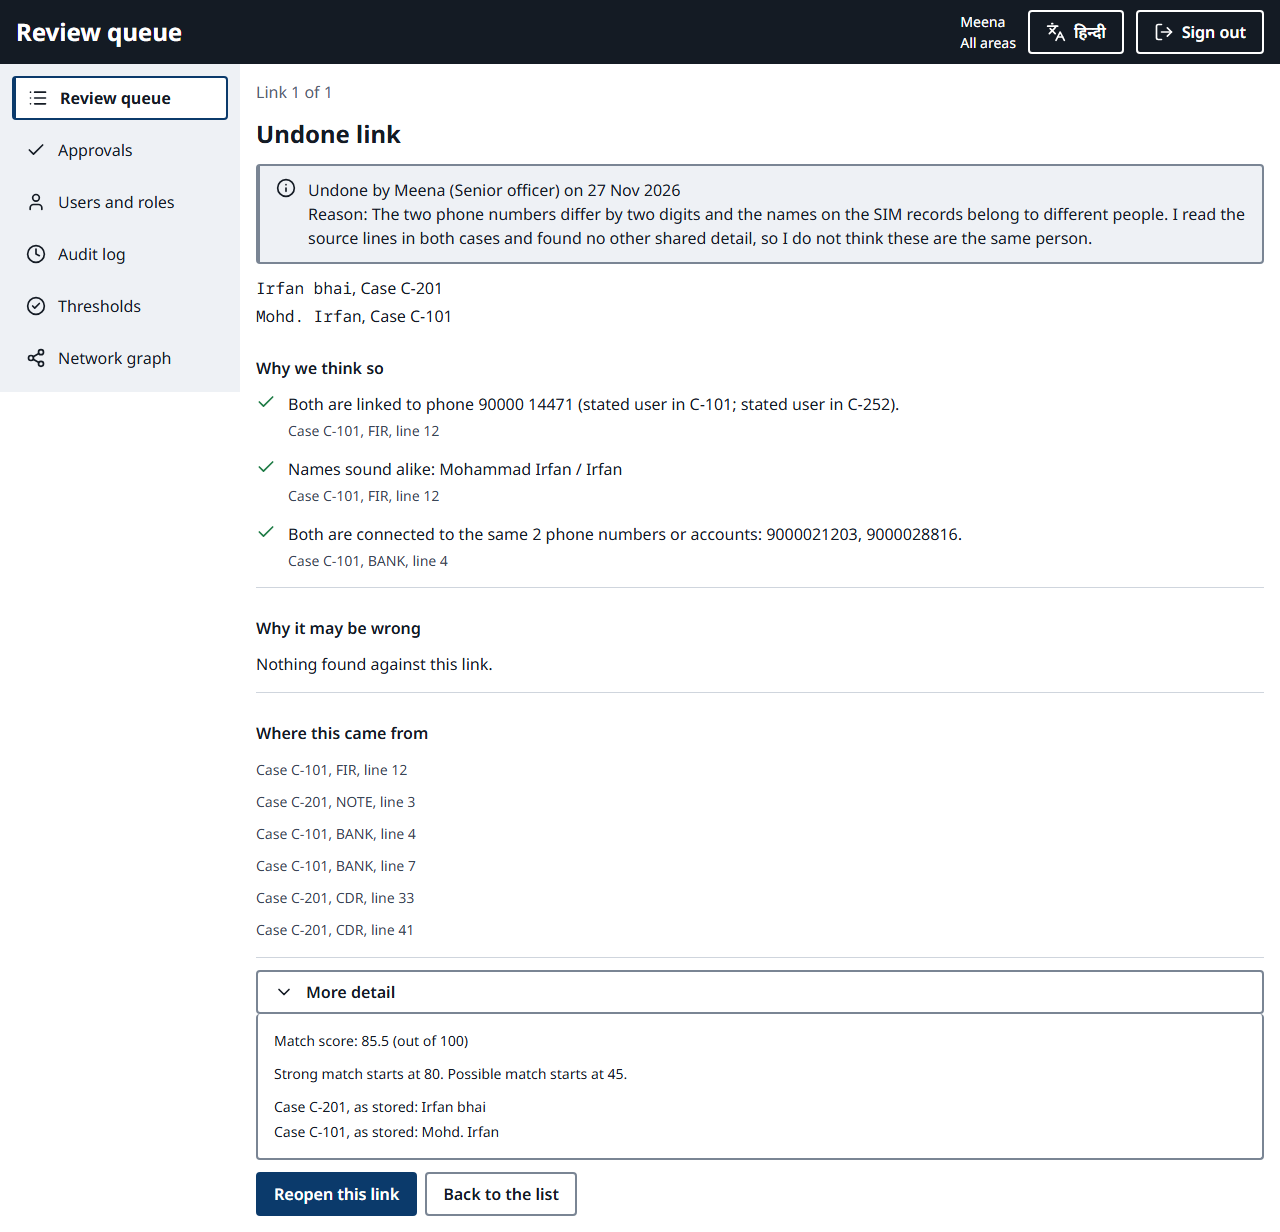 Review queue
Meena
All areas
हिन्दी
Sign out
Review queue
Approvals
Users and roles
Audit log
Thresholds
Network graph
Link 1 of 1
Undone link
Undone by Meena (Senior officer) on 27 Nov 2026
Reason: The two phone numbers differ by two digits and the names on the SIM records belong to different people. I read the
source lines in both cases and found no other shared detail, so I do not think these are the same person.
Irfan bhai, Case C-201
Mohd. Irfan, Case C-101
Why we think so
Both are linked to phone 90000 14471 (stated user in C-101; stated user in C-252).
Case C-101, FIR, line 12
Names sound alike: Mohammad Irfan / Irfan
Case C-101, FIR, line 12
Both are connected to the same 2 phone numbers or accounts: 9000021203, 9000028816.
Case C-101, BANK, line 4
Why it may be wrong
Nothing found against this link.
Where this came from
Case C-101, FIR, line 12
Case C-201, NOTE, line 3
Case C-101, BANK, line 4
Case C-101, BANK, line 7
Case C-201, CDR, line 33
Case C-201, CDR, line 41
More detail
Match score: 85.5 (out of 100)
Strong match starts at 80. Possible match starts at 45.
Case C-201, as stored: Irfan bhai
Case C-101, as stored: Mohd. Irfan
Reopen this link
Back to the list